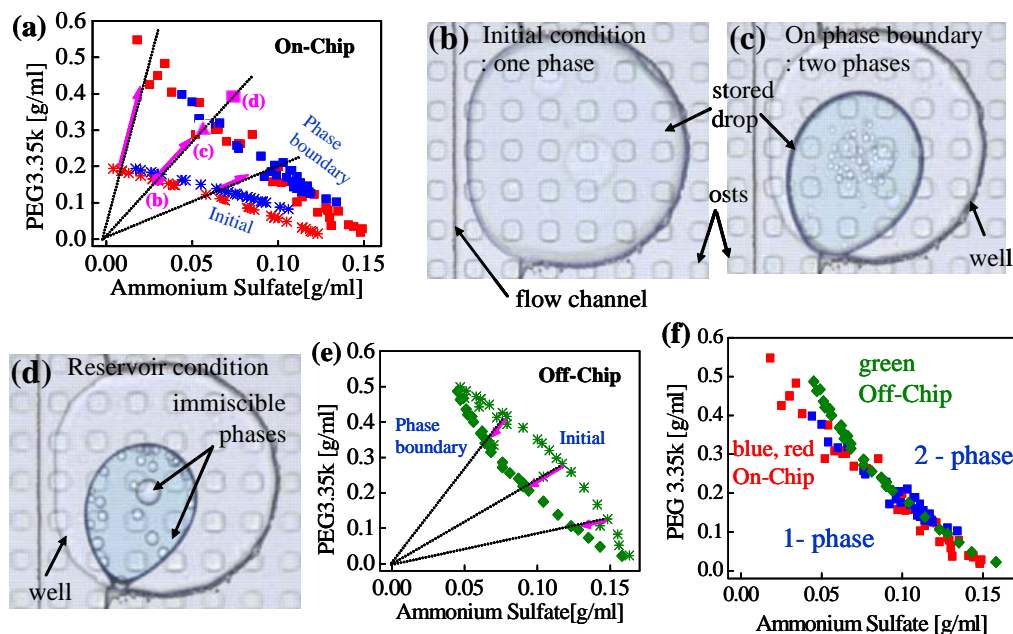 (a)
On-Chip
0.6
0.5
0.4
0.3
0.2
0.1
0.0
PEG3.35k [g/ml]
(d)
(c)
(b)
Phase
boundary
Initial
0.00
0.05
0.10
0.15
Ammonium Sulfate[g/ml]
(b)
Initial condition
: one phase
stored
drop
osts
flow channel
(c)
On phase boundary
: two phases
well
(d)
Reservoir condition
immiscible
phases
well
(e)
Off-Chip
0.6
0.5
0.4
0.3
0.2
0.1
0.0
PEG3.35k [g/ml]
Phase
boundary
Initial
0.00
0.05
0.10
0.15
Ammonium Sulfate[g/ml]
(f)
0.6
0.5
0.4
0.3
0.2
0.1
0.0
PEG 3.35k [g/ml]
green
Off-Chip
blue, red
On-Chip
2 - phase
1- phase
0.00
0.05
0.10
0.15
Ammonium Sulfate[g/ml]